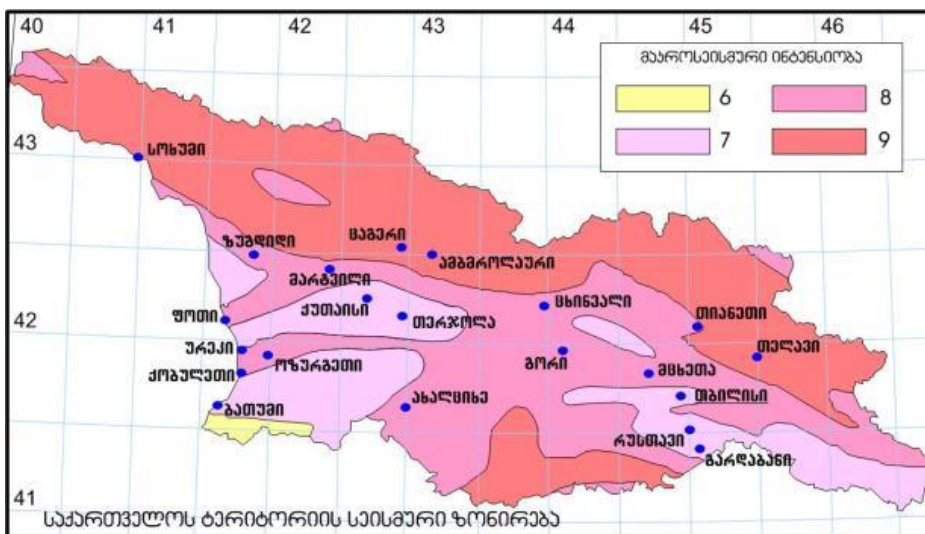 40 41 42 43 44 45 46
მაკროსეისმური ინტენსიობა
6 8
7 9
43
სოხუმი
ზუგდიდი
ცაგერი
ამბმროლაური
მარტვილი
ქუთაისი
ცხინვალი
თიანეთი
42
ფოთი
თერჯოლა
ურეკი
ოზურგეთი
გორი
თელავი
ქობულეთი
მცხეთა
თბილისი
ბათუმი
ახალციხე
რუსთავი
გარდაბანი
41
საქართველოს ტერიტორიის სეისმური ზონირება